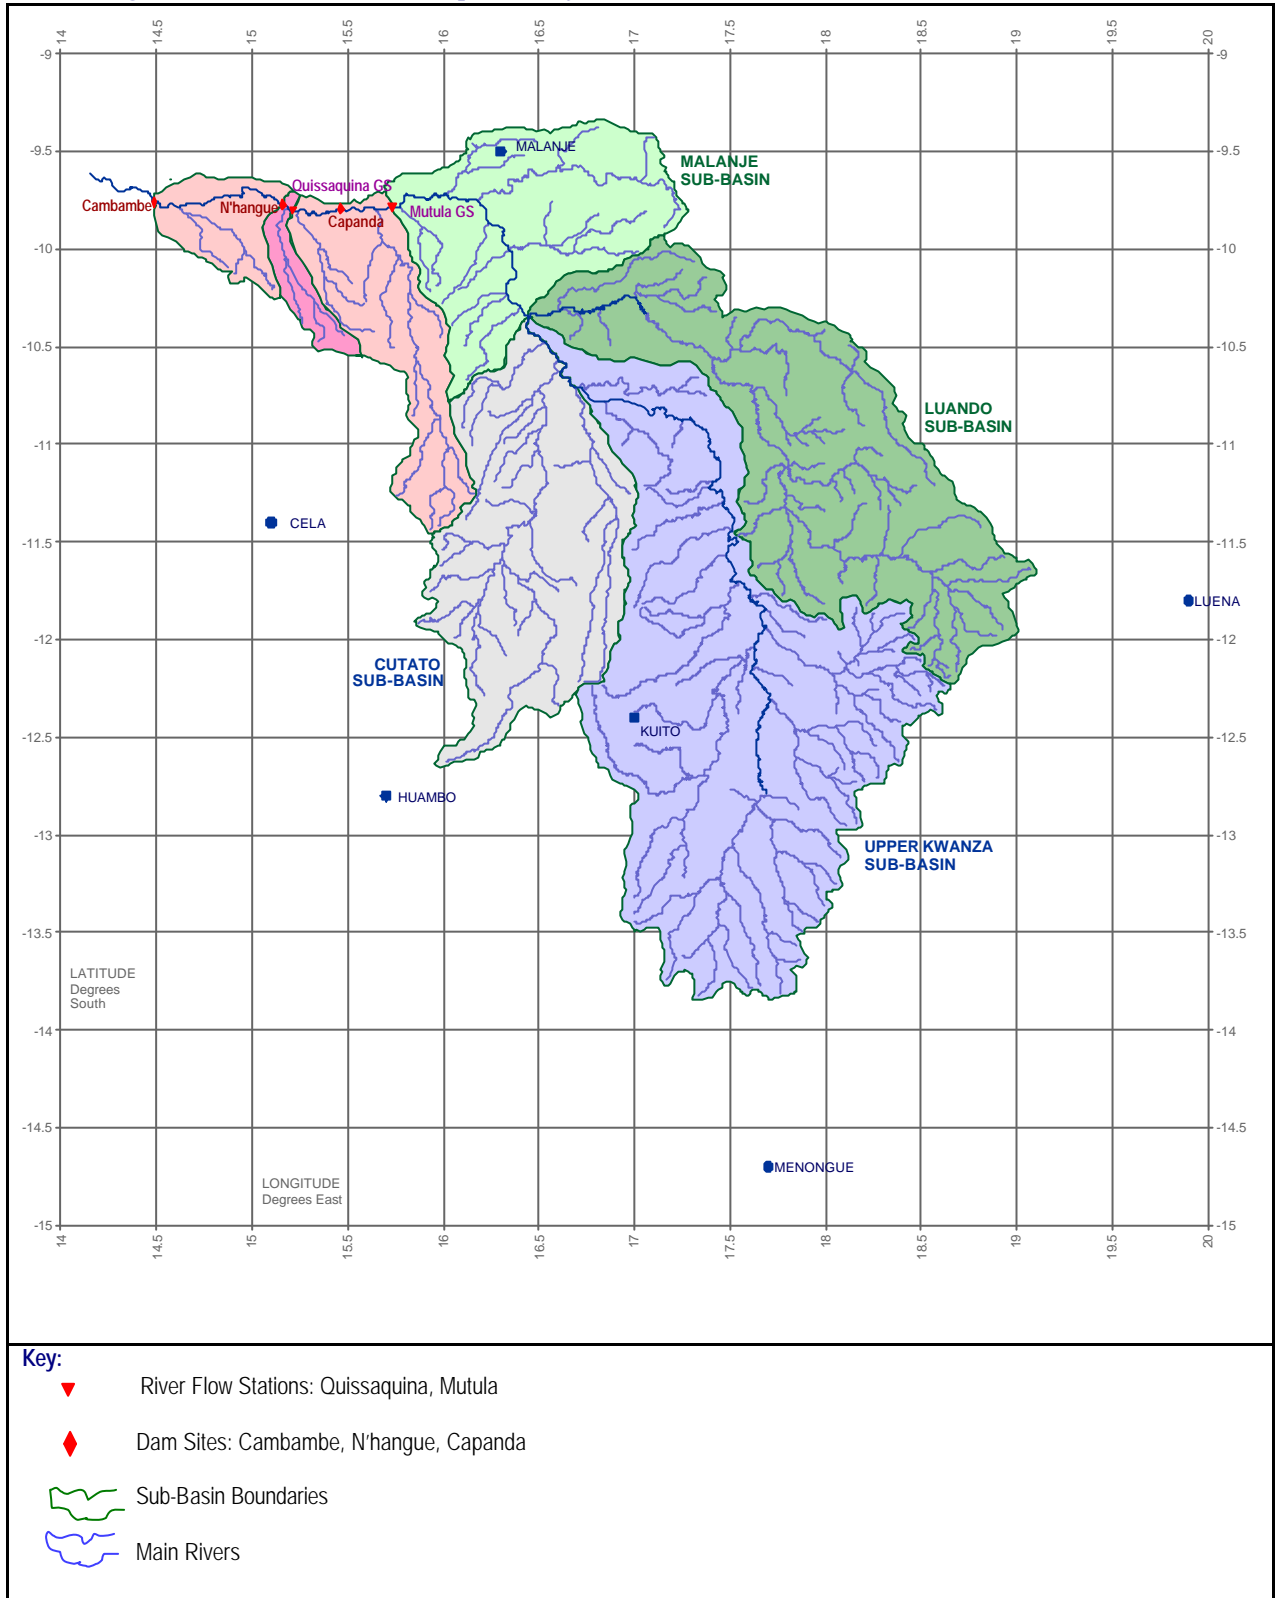 14 14.5 15 15.5 16 16.5 17 17.5 18 18.5 19 19.5 20
-9 -9
-9.5 -9.5
MALANJE
MALANJE
SUB-BASIN
Quissaquina GS
Cambambe
N'hangue
Capanda
Mutula GS
-10 -10
-10.5 -10.5
LUANDO
SUB-BASIN
-11 -11
CELA
-11.5 -11.5
LUENA
-12 -12
CUTATO
SUB-BASIN
KUITO
-12.5 -12.5
HUAMBO
-13 -13
UPPER KWANZA
SUB-BASIN
-13.5 -13.5
LATITUDE
Degrees
South
-14 -14
-14.5 -14.5
MENONGUE
LONGITUDE
Degrees East
-15 -15
14 14.5 15 15.5 16 16.5 17 17.5 18 18.5 19 19.5 20
Key:
River Flow Stations: Quissaquina, Mutula
Dam Sites: Cambambe, N'hangue, Capanda
Sub-Basin Boundaries
Main Rivers